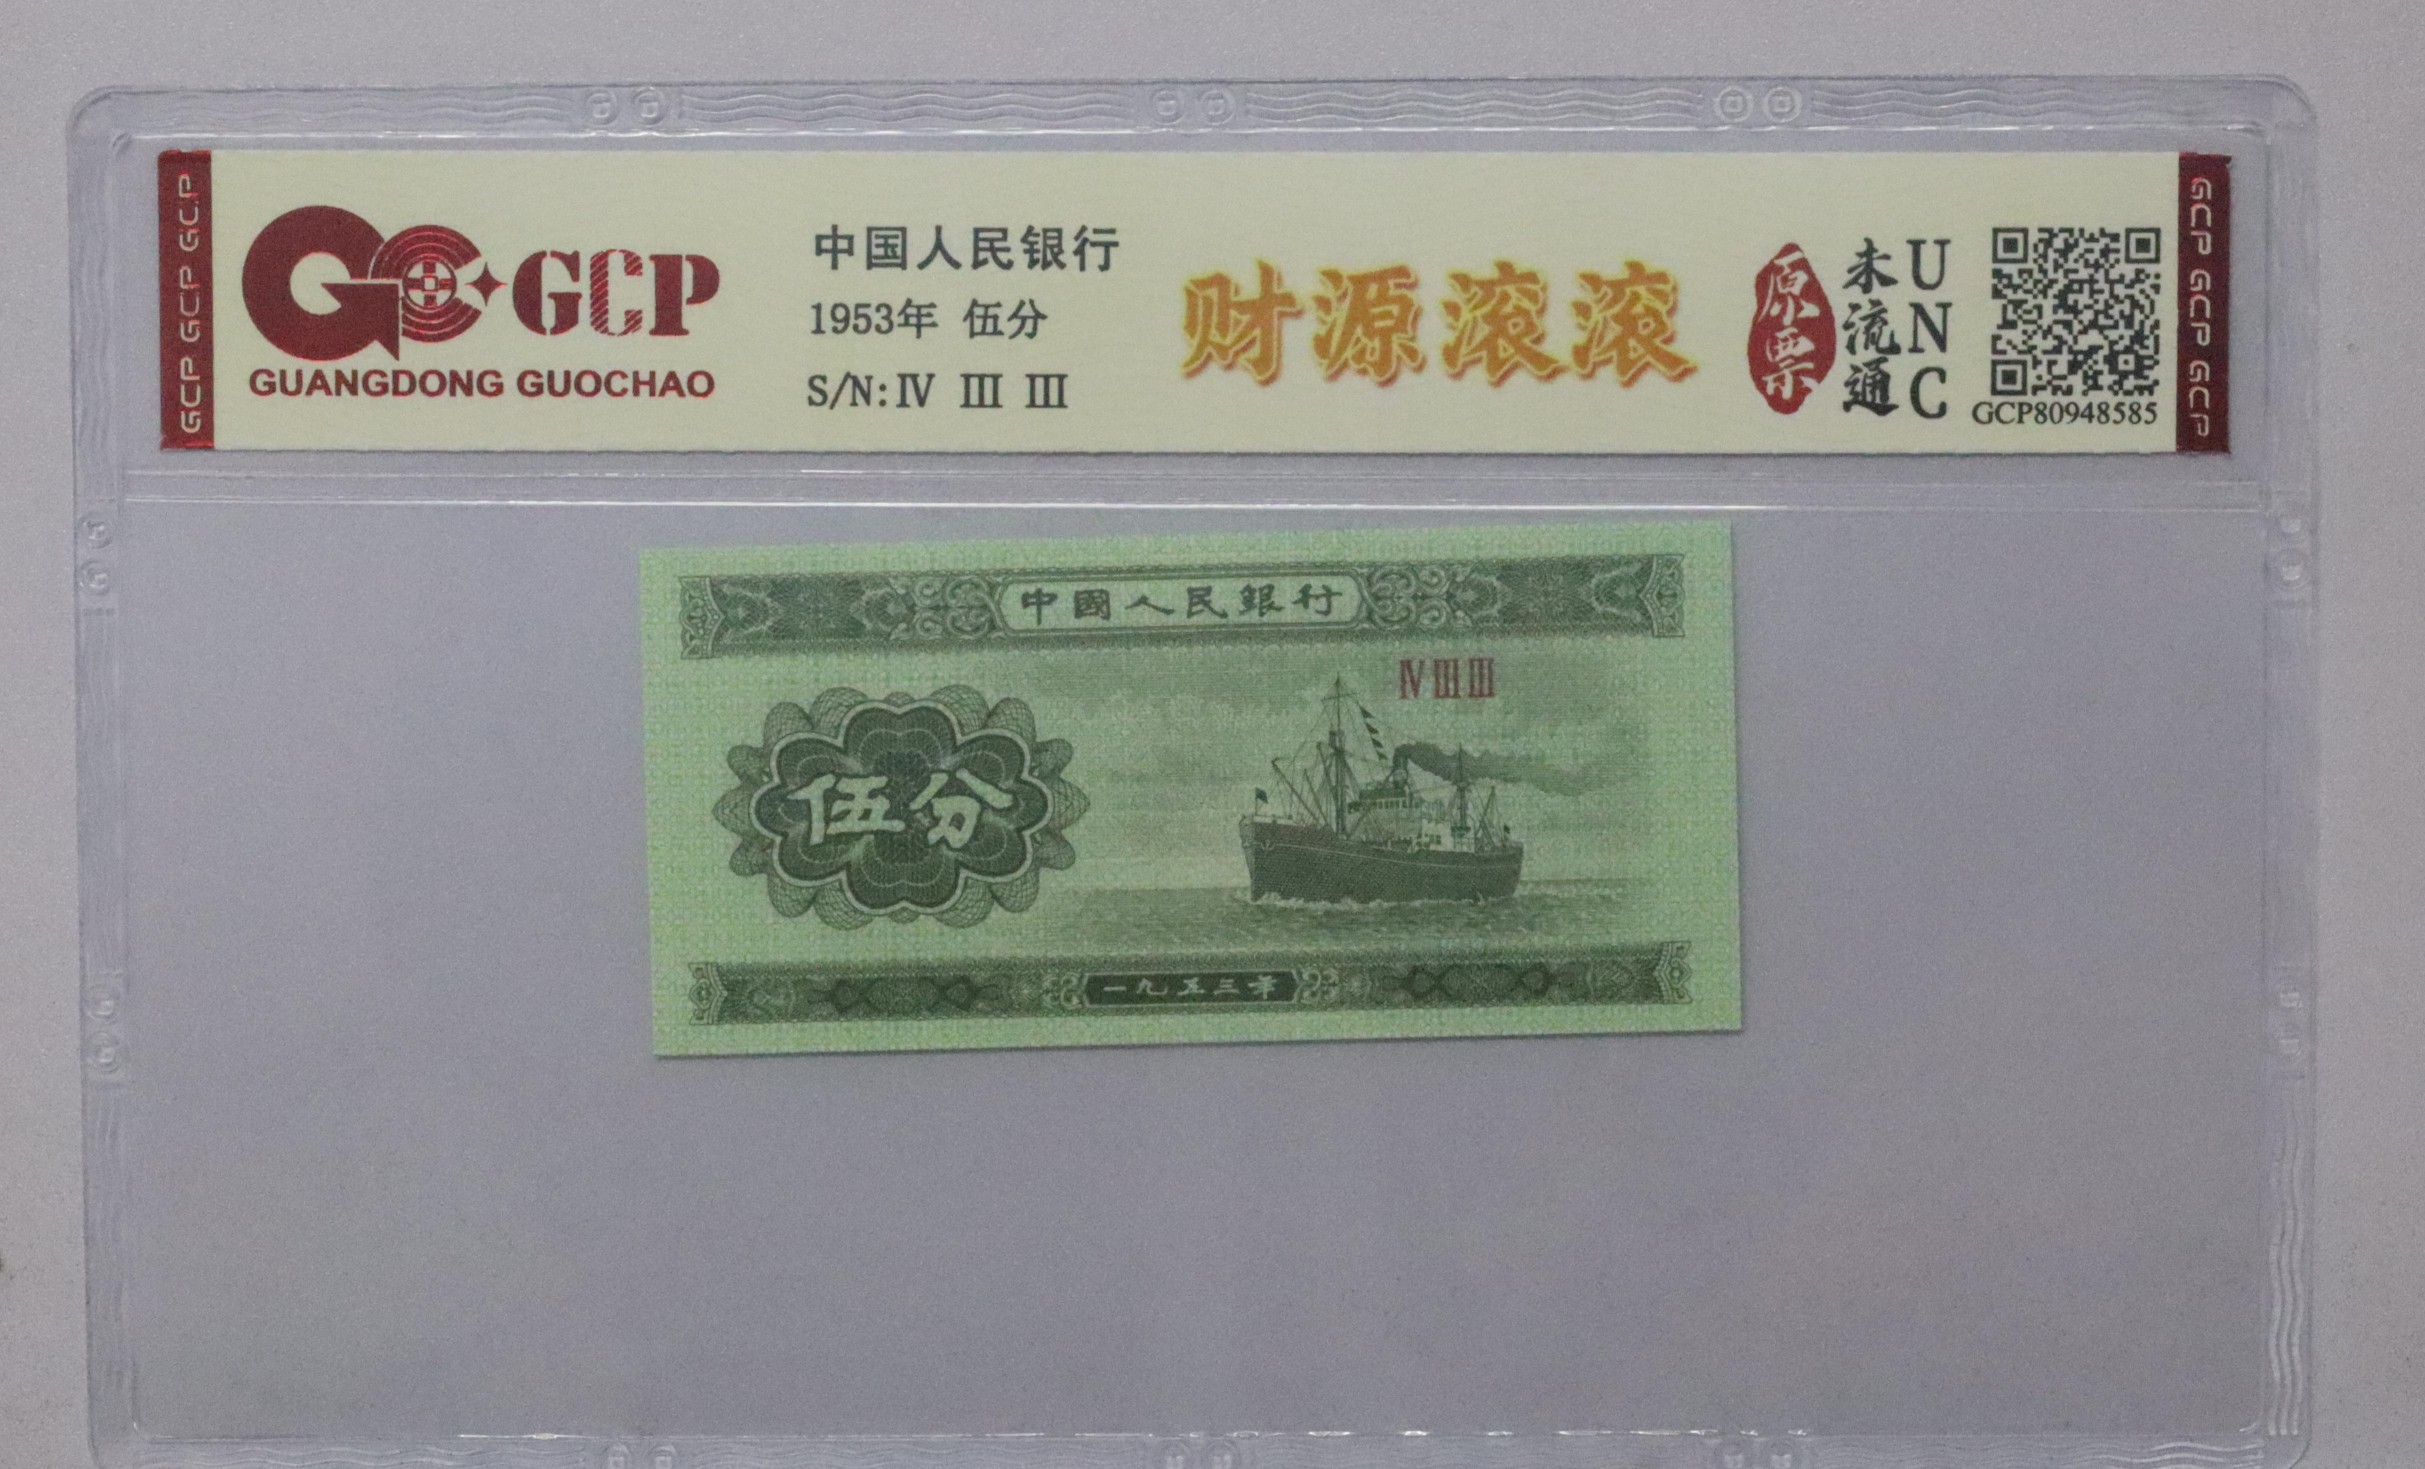 GCP GCP GCP
GCP
GUANGDONG GUOCHAO
中国人民银行
1953年 伍分
S/N:Ⅳ Ⅲ Ⅲ
财源滚滚
原票
未流通
UNC
GCP80948585
GCP GCP GCP
中國人民銀行
Ⅳ Ⅲ Ⅲ
伍分
一九五三年